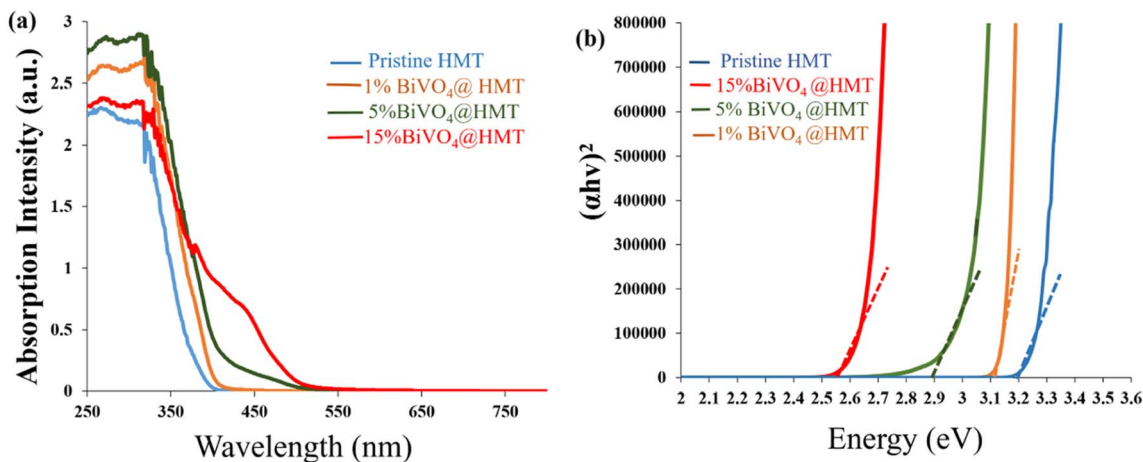 (a)
3
2.5
2
1.5
1
0.5
0
Absorption Intensity (a.u.)
Pristine HMT
1% BiVO₄@ HMT
5%BiVO₄@HMT
15%BiVO₄@HMT
250 350 450 550 650 750
Wavelength (nm)
(b)
800000
700000
600000
500000
400000
300000
200000
100000
0
(αhν)²
Pristine HMT
15%BiVO₄@HMT
5% BiVO₄@HMT
1% BiVO₄@HMT
2 2.1 2.2 2.3 2.4 2.5 2.6 2.7 2.8 2.9 3 3.1 3.2 3.3 3.4 3.5 3.6
Energy (eV)